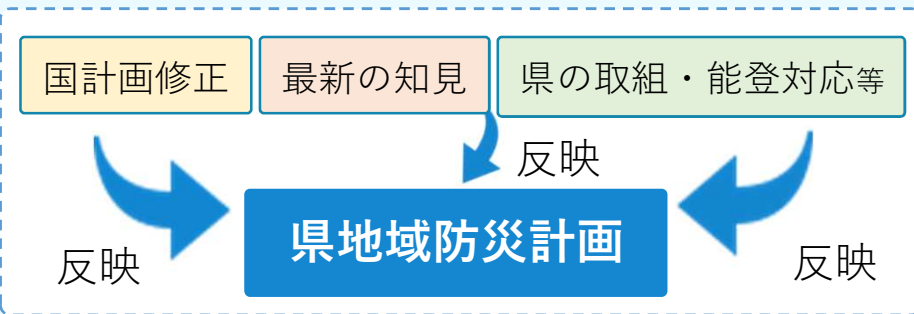 国計画修正
最新の知見
県の取組・能登対応等
反映
県地域防災計画
反映
反映